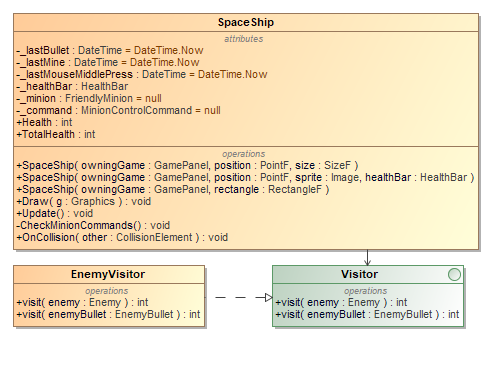 SpaceShip
attributes
-_lastBullet : DateTime = DateTime.Now
-_lastMine : DateTime = DateTime.Now
-_lastMouseMiddlePress : DateTime = DateTime.Now
-_healthBar : HealthBar
-_minion : FriendlyMinion = null
-_command : MinionControlCommand = null
+Health : int
+TotalHealth : int
operations
+SpaceShip( owningGame : GamePanel, position : PointF, size : SizeF )
+SpaceShip( owningGame : GamePanel, position : PointF, sprite : Image, healthBar : HealthBar )
+SpaceShip( owningGame : GamePanel, rectangle : RectangleF )
+Draw( g : Graphics ) : void
+Update() : void
-CheckMinionCommands() : void
+OnCollision( other : CollisionElement ) : void
EnemyVisitor
operations
+visit( enemy : Enemy ) : int
+visit( enemyBullet : EnemyBullet ) : int
Visitor
operations
+visit( enemy : Enemy ) : int
+visit( enemyBullet : EnemyBullet ) : int